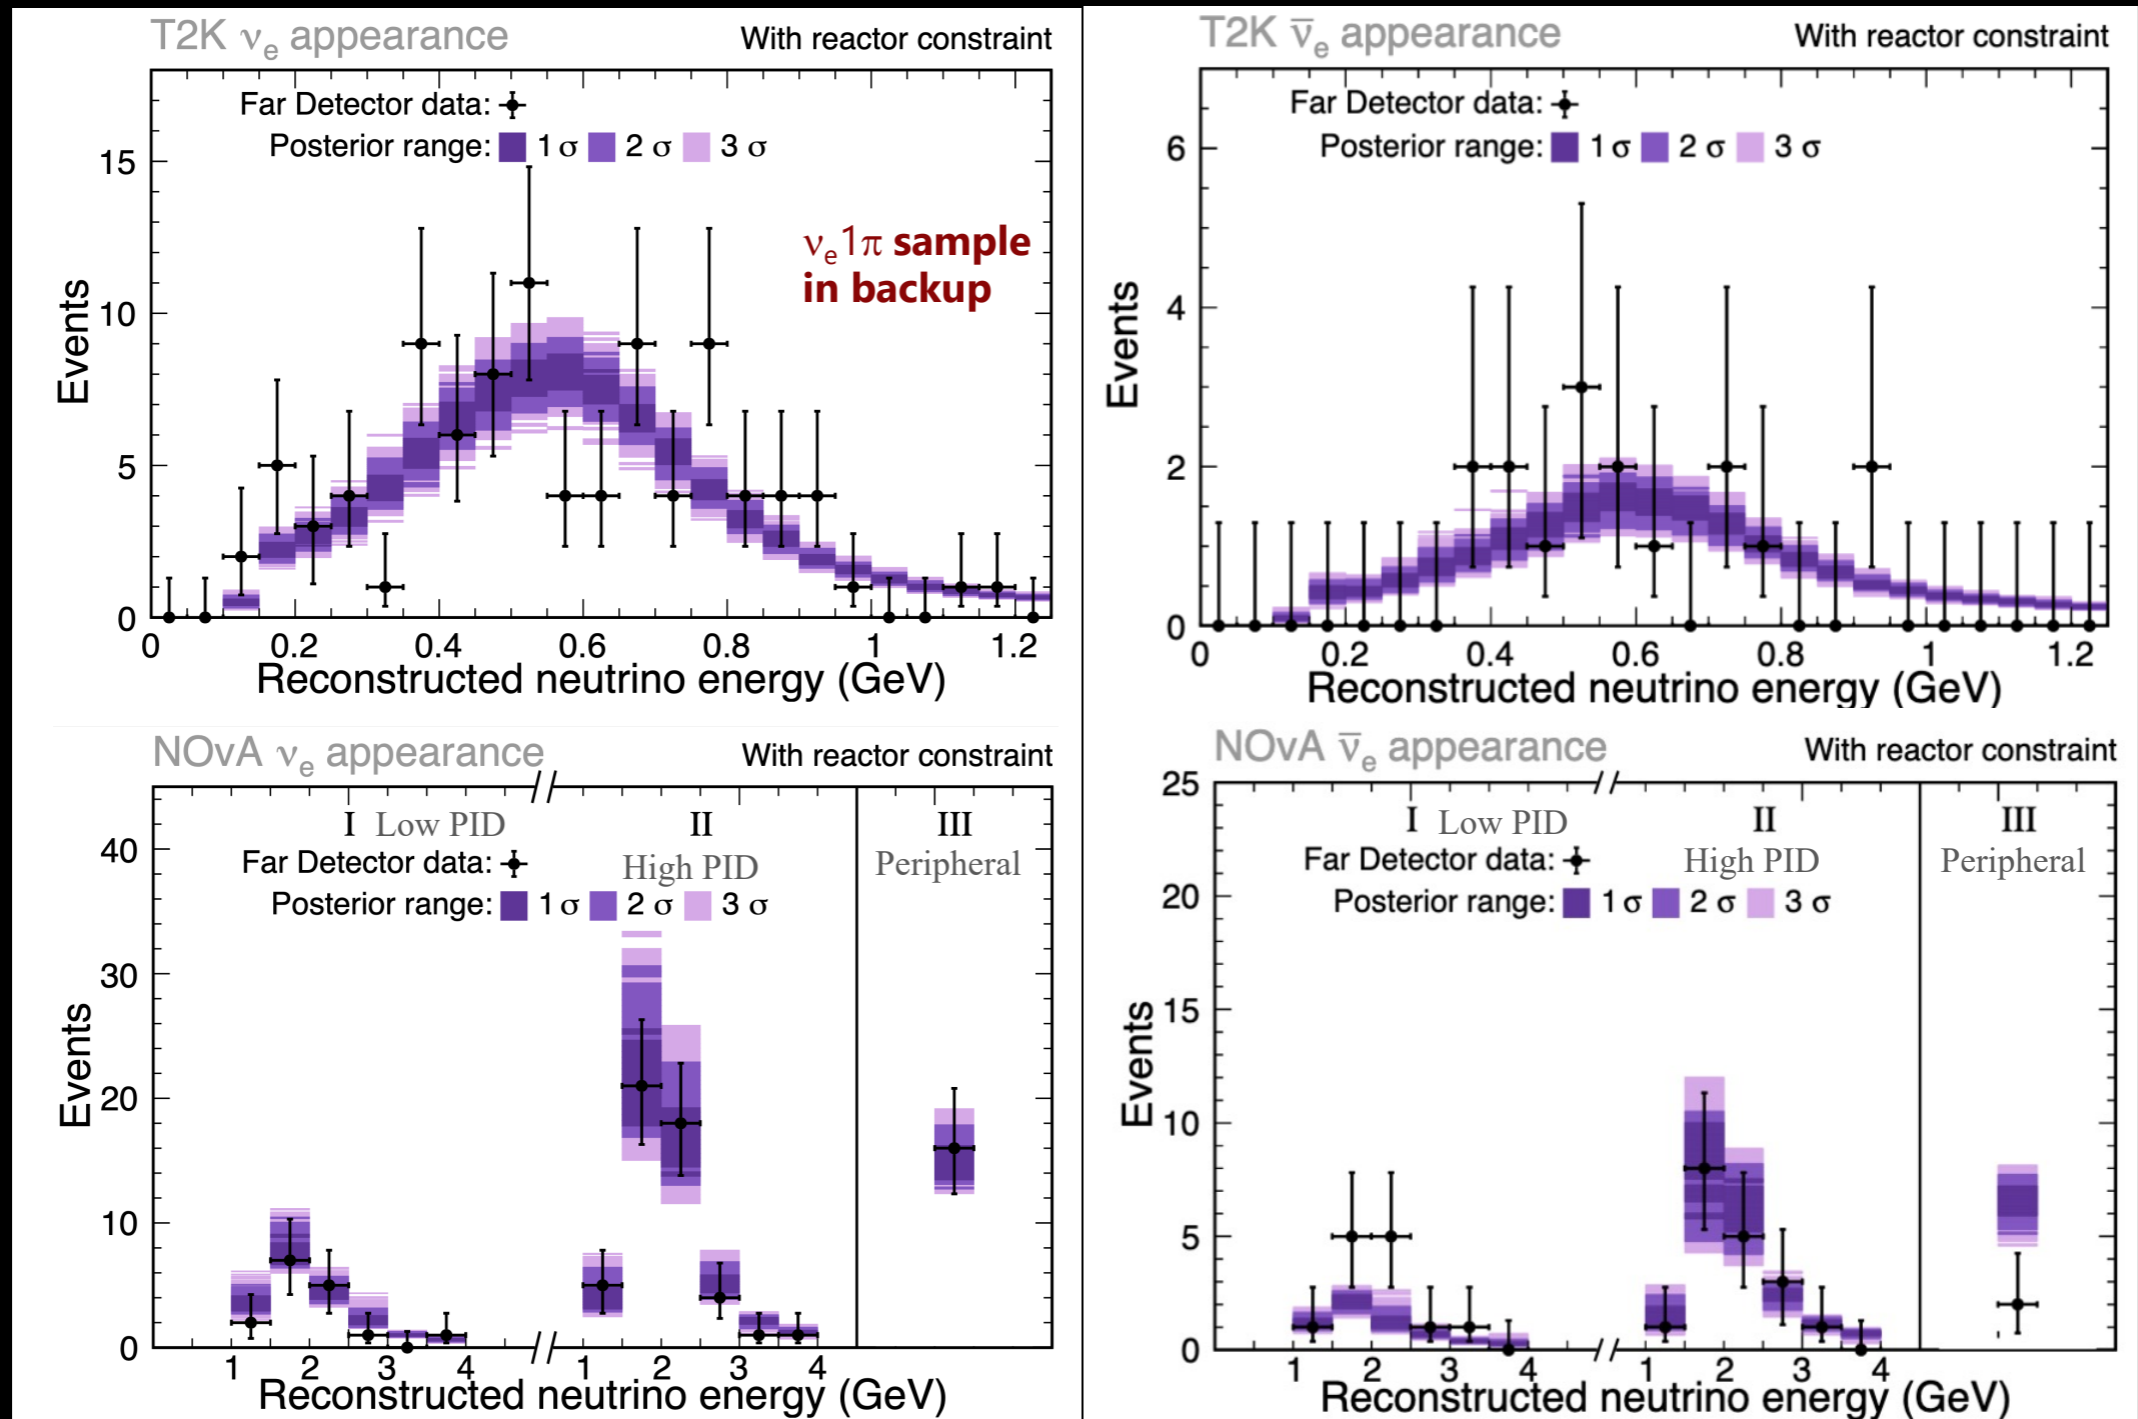 T2K νe appearance
With reactor constraint
Far Detector data:
Posterior range: 1 σ 2 σ 3 σ
νe1π sample
in backup
Events
15
10
5
0
0 0.2 0.4 0.6 0.8 1 1.2
Reconstructed neutrino energy (GeV)
T2K ν̅e appearance
With reactor constraint
Far Detector data:
Posterior range: 1 σ 2 σ 3 σ
Events
6
4
2
0
0 0.2 0.4 0.6 0.8 1 1.2
Reconstructed neutrino energy (GeV)
NOvA νe appearance
With reactor constraint
I Low PID
II
High PID
III
Peripheral
Far Detector data:
Posterior range: 1 σ 2 σ 3 σ
Events
40
30
20
10
0
1 2 3 4 1 2 3 4
Reconstructed neutrino energy (GeV)
NOvA ν̅e appearance
With reactor constraint
I Low PID
II
High PID
III
Peripheral
Far Detector data:
Posterior range: 1 σ 2 σ 3 σ
Events
25
20
15
10
5
0
1 2 3 4 1 2 3 4
Reconstructed neutrino energy (GeV)